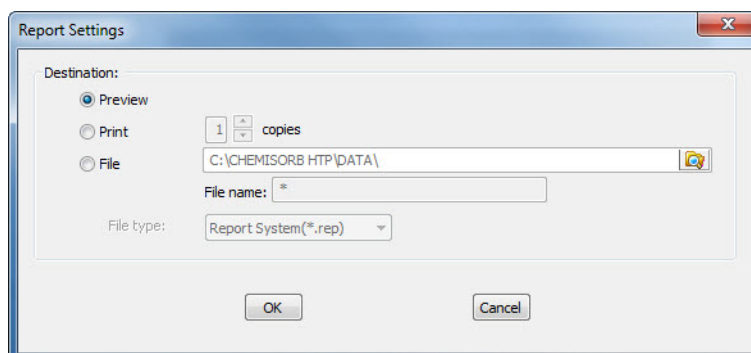 Report Settings
Destination:
Preview
Print 1 copies
File C:\CHEMISORB HTP\DATA\
File name: *
File type: Report System(*.rep)
OK Cancel